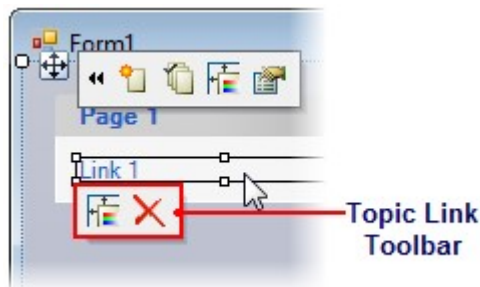 Form1
Page 1
Link 1
Topic Link
Toolbar